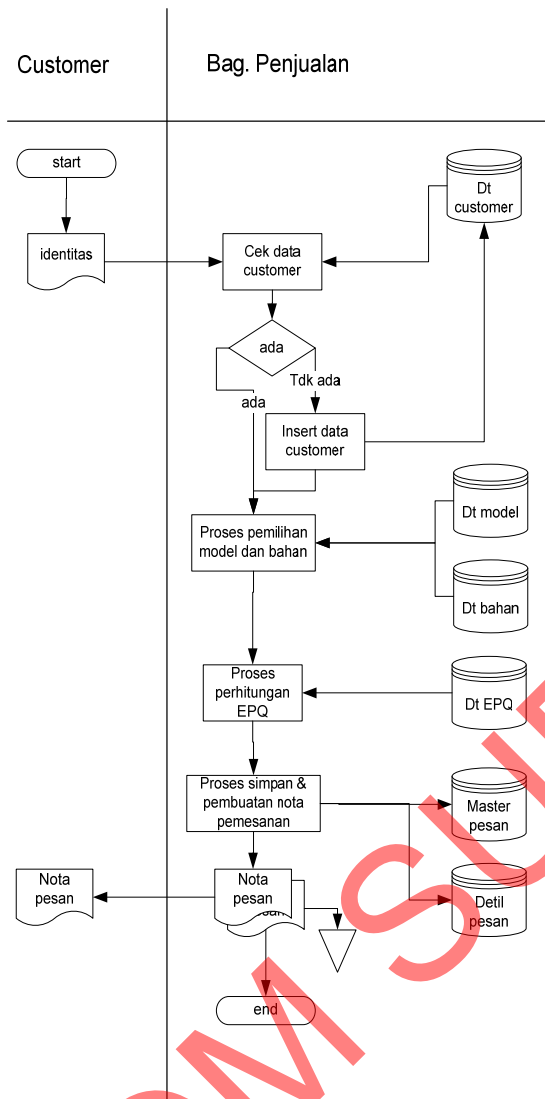 Customer
Bag. Penjualan
start
Dt
customer
identitas
Cek data
customer
ada
Tdk ada
ada
Insert data
customer
Dt model
Proses pemilihan
model dan bahan
Dt bahan
Proses
perhitungan
EPQ
Dt EPQ
Proses simpan &
pembuatan nota
pemesanan
Master
pesan
Nota
pesan
Nota
pesan
Detil
pesan
end
OM SU